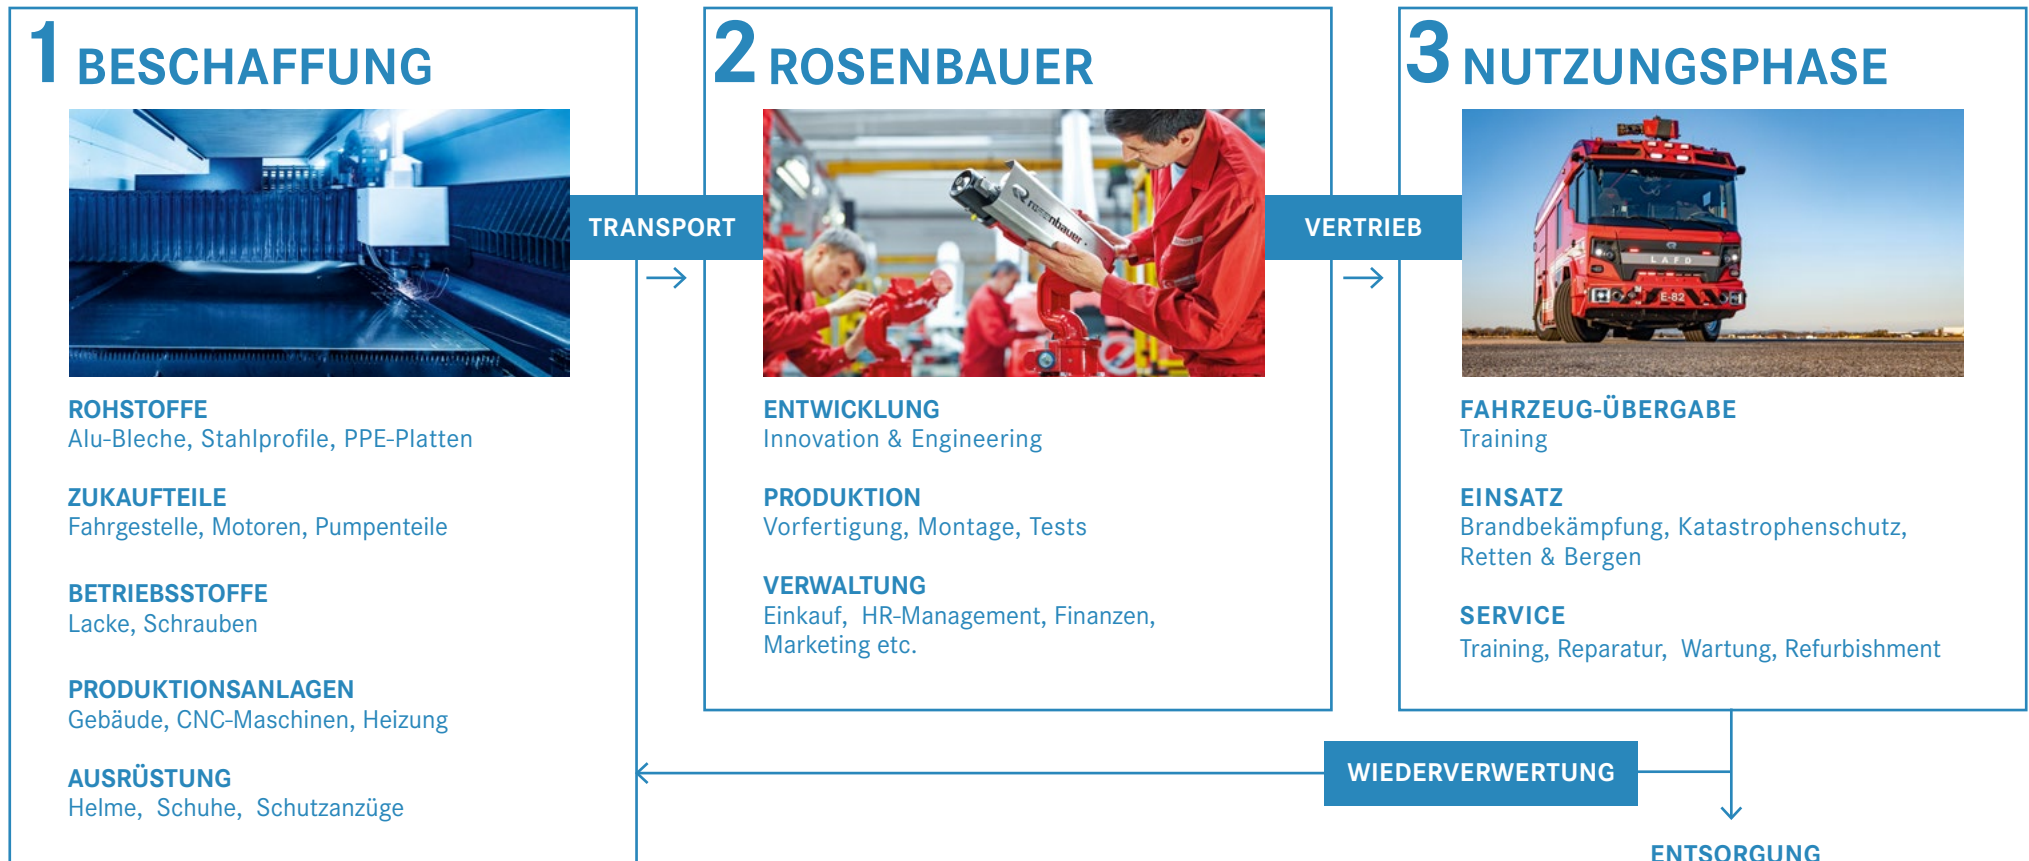 1 BESCHAFFUNG
ROHSTOFFE
Alu-Bleche, Stahlprofile, PPE-Platten
ZUKAUFTEILE
Fahrgestelle, Motoren, Pumpenteile
BETRIEBSSTOFFE
Lacke, Schrauben
PRODUKTIONSANLAGEN
Gebäude, CNC-Maschinen, Heizung
AUSRÜSTUNG
Helme, Schuhe, Schutzanzüge
TRANSPORT
2 ROSENBAUER
rosenbauer
ENTWICKLUNG
Innovation & Engineering
PRODUKTION
Vorfertigung, Montage, Tests
VERWALTUNG
Einkauf, HR-Management, Finanzen,
Marketing etc.
VERTRIEB
3 NUTZUNGSPHASE
LAFD
E-82
FAHRZEUG-ÜBERGABE
Training
EINSATZ
Brandbekämpfung, Katastrophenschutz,
Retten & Bergen
SERVICE
Training, Reparatur, Wartung, Refurbishment
WIEDERVERWERTUNG
ENTSORGUNG